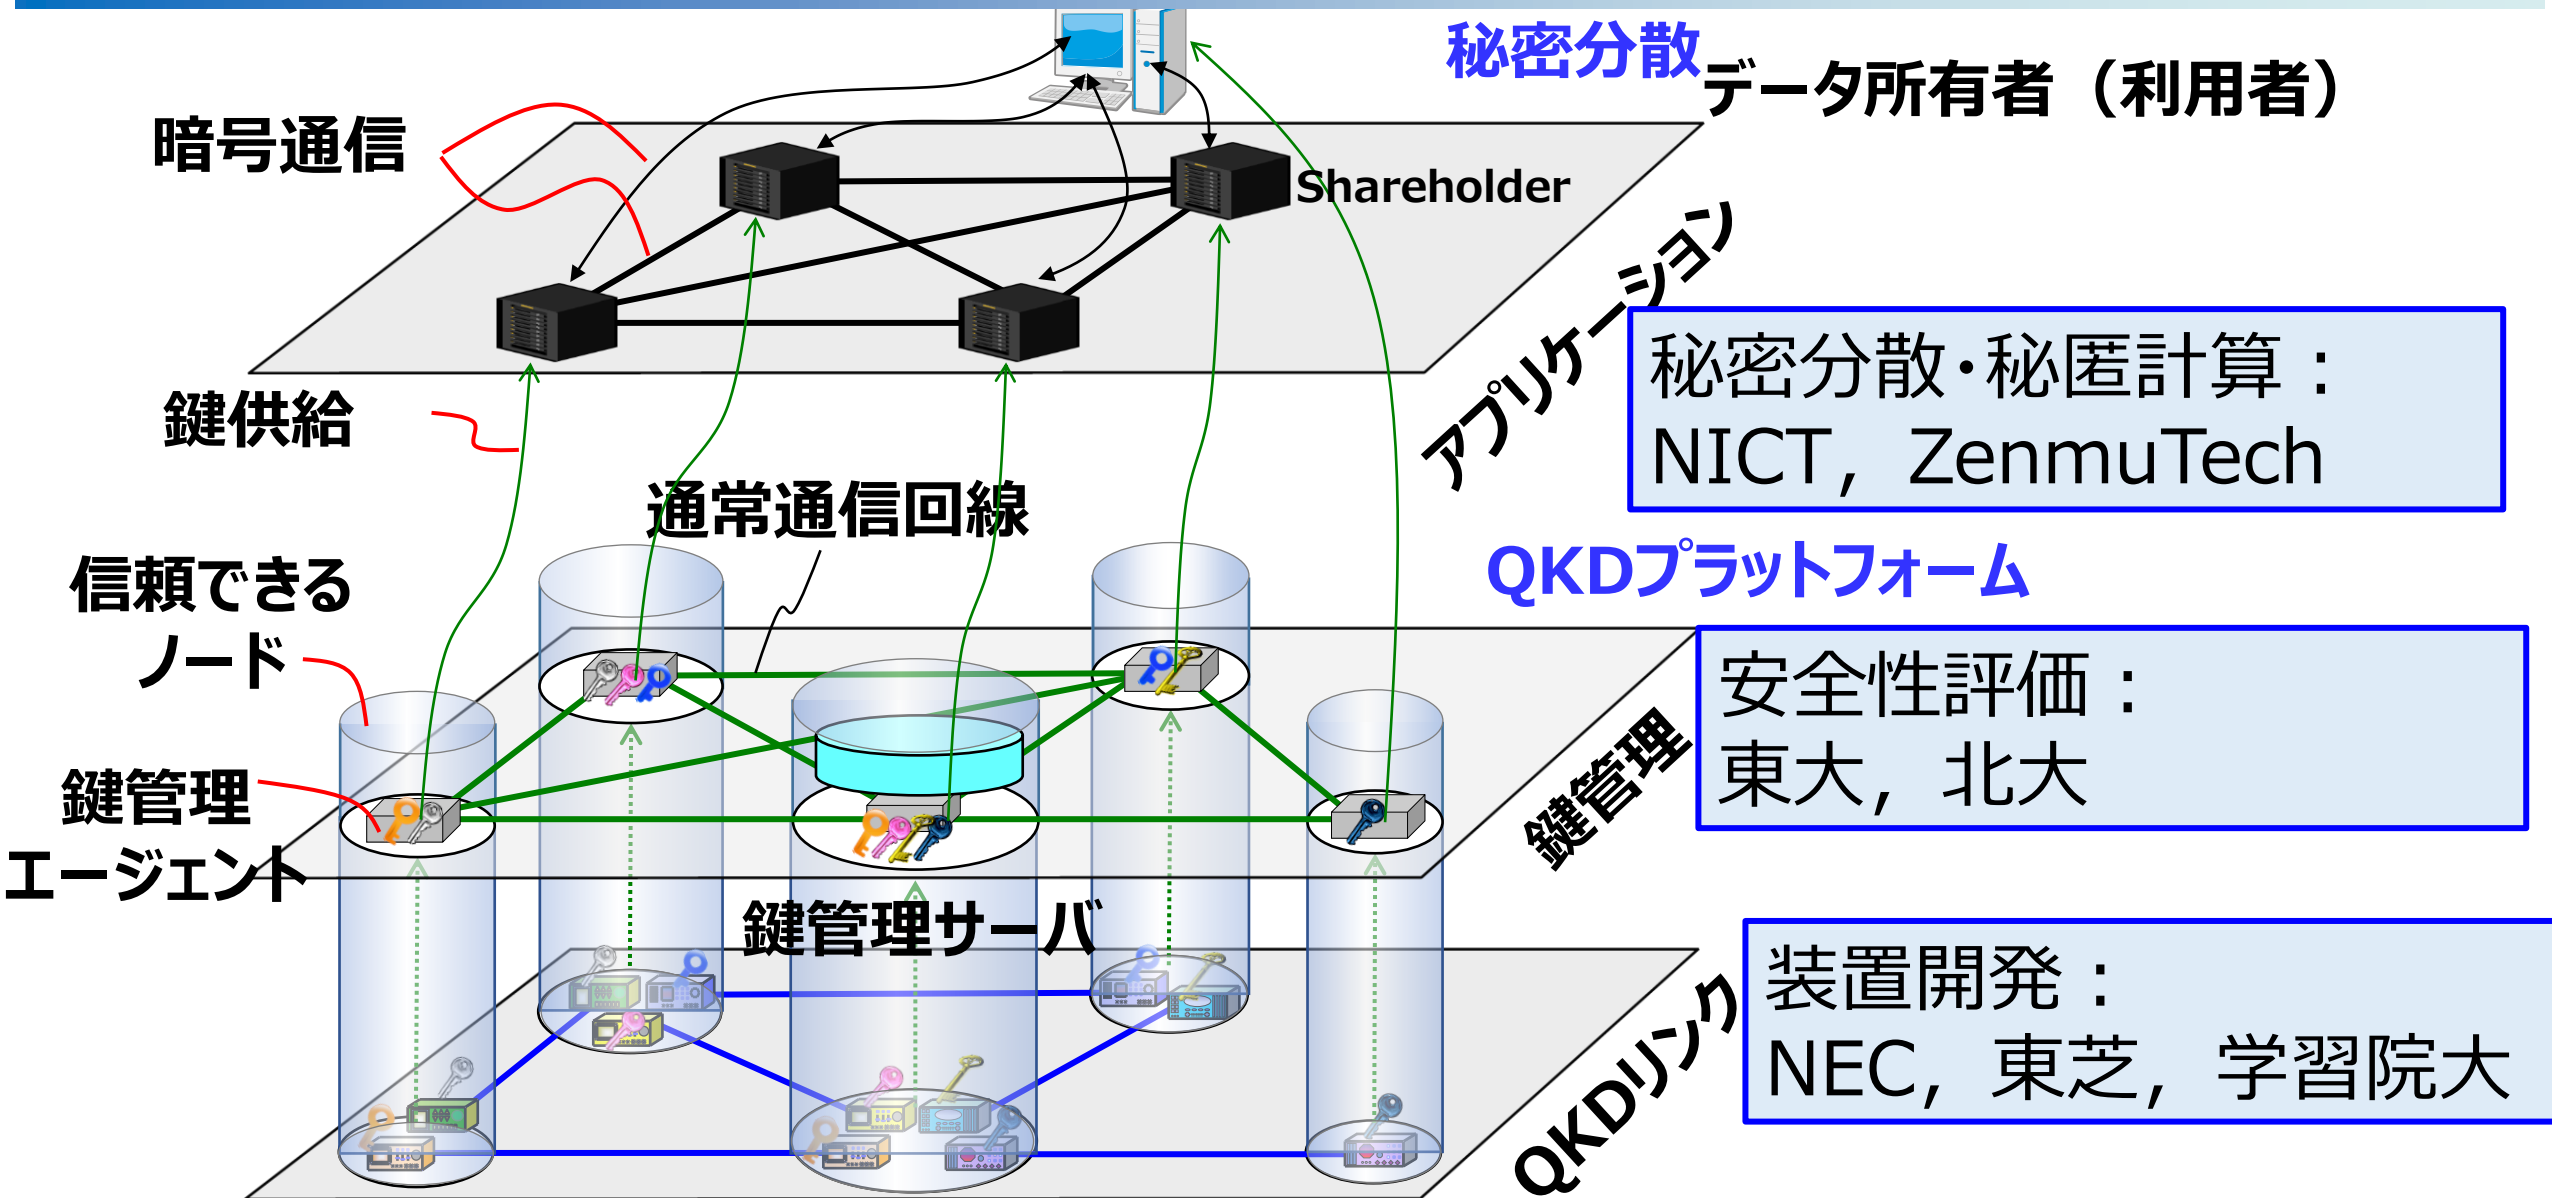 秘密分散
データ所有者（利用者）
暗号通信
Shareholder
アプリケーション
秘密分散・秘匿計算：
NICT, ZenmuTech
鍵供給
通常通信回線
QKDプラットフォーム
信頼できる
ノード
安全性評価：
東大, 北大
鍵管理
鍵管理
エージェント
鍵管理サーバ
装置開発：
NEC, 東芝, 学習院大
QKDリンク